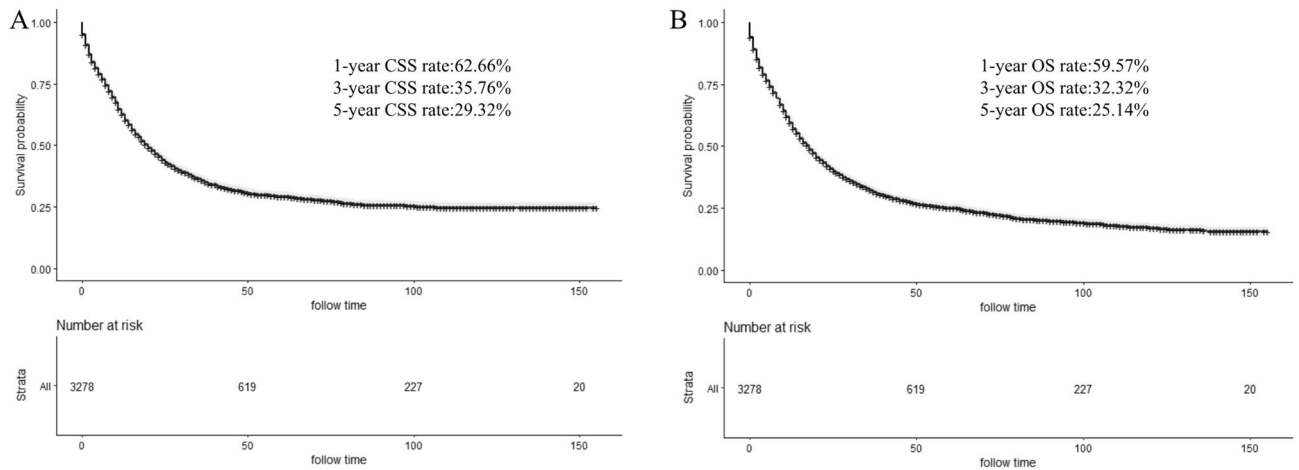 A
1.00
0.75
0.50
0.25
0.00
Survival probability
1-year CSS rate:62.66%
3-year CSS rate:35.76%
5-year CSS rate:29.32%
0 50 100 150
follow time
Number at risk
Strata
All 3278 619 227 20
0 50 100 150
follow time
B
1.00
0.75
0.50
0.25
0.00
Survival probability
1-year OS rate:59.57%
3-year OS rate:32.32%
5-year OS rate:25.14%
0 50 100 150
follow time
Number at risk
Strata
All 3278 619 227 20
0 50 100 150
follow time